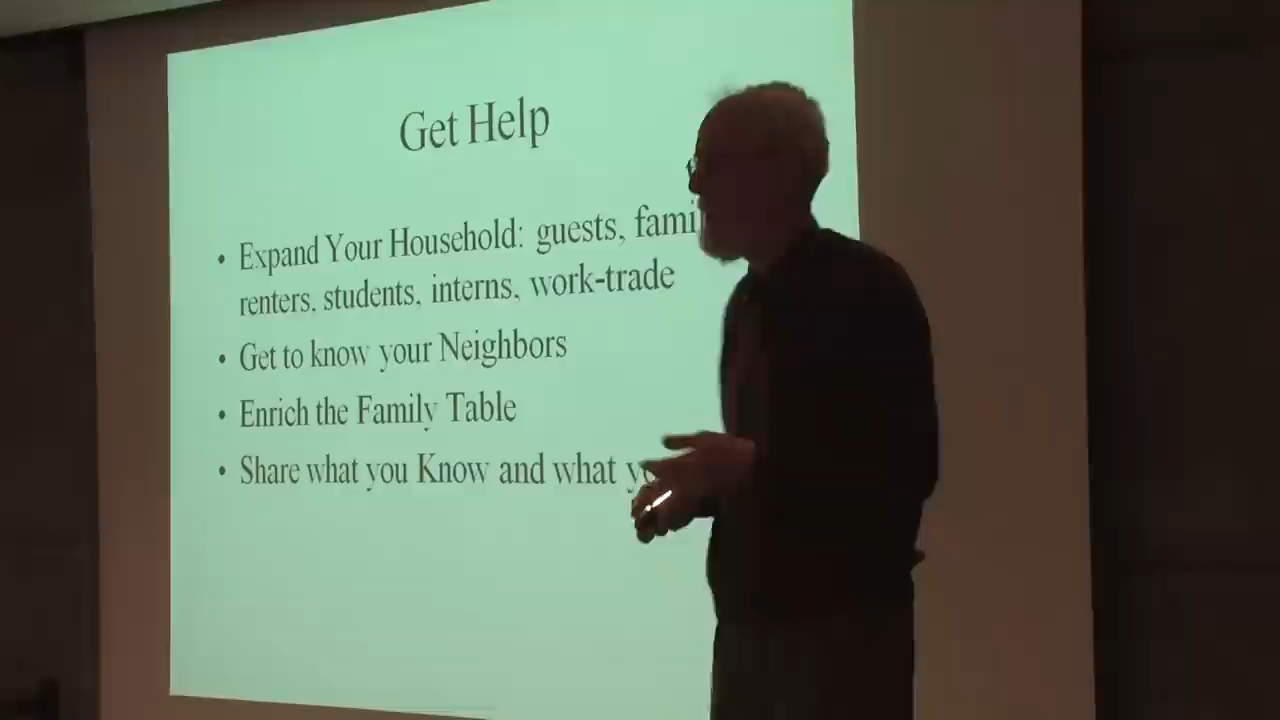 Get Help
• Expand Your Household: guests,
renters, students, interns, work-trade
• Get to know your Neighbors
• Enrich the Family Table
• Share what you Know and what